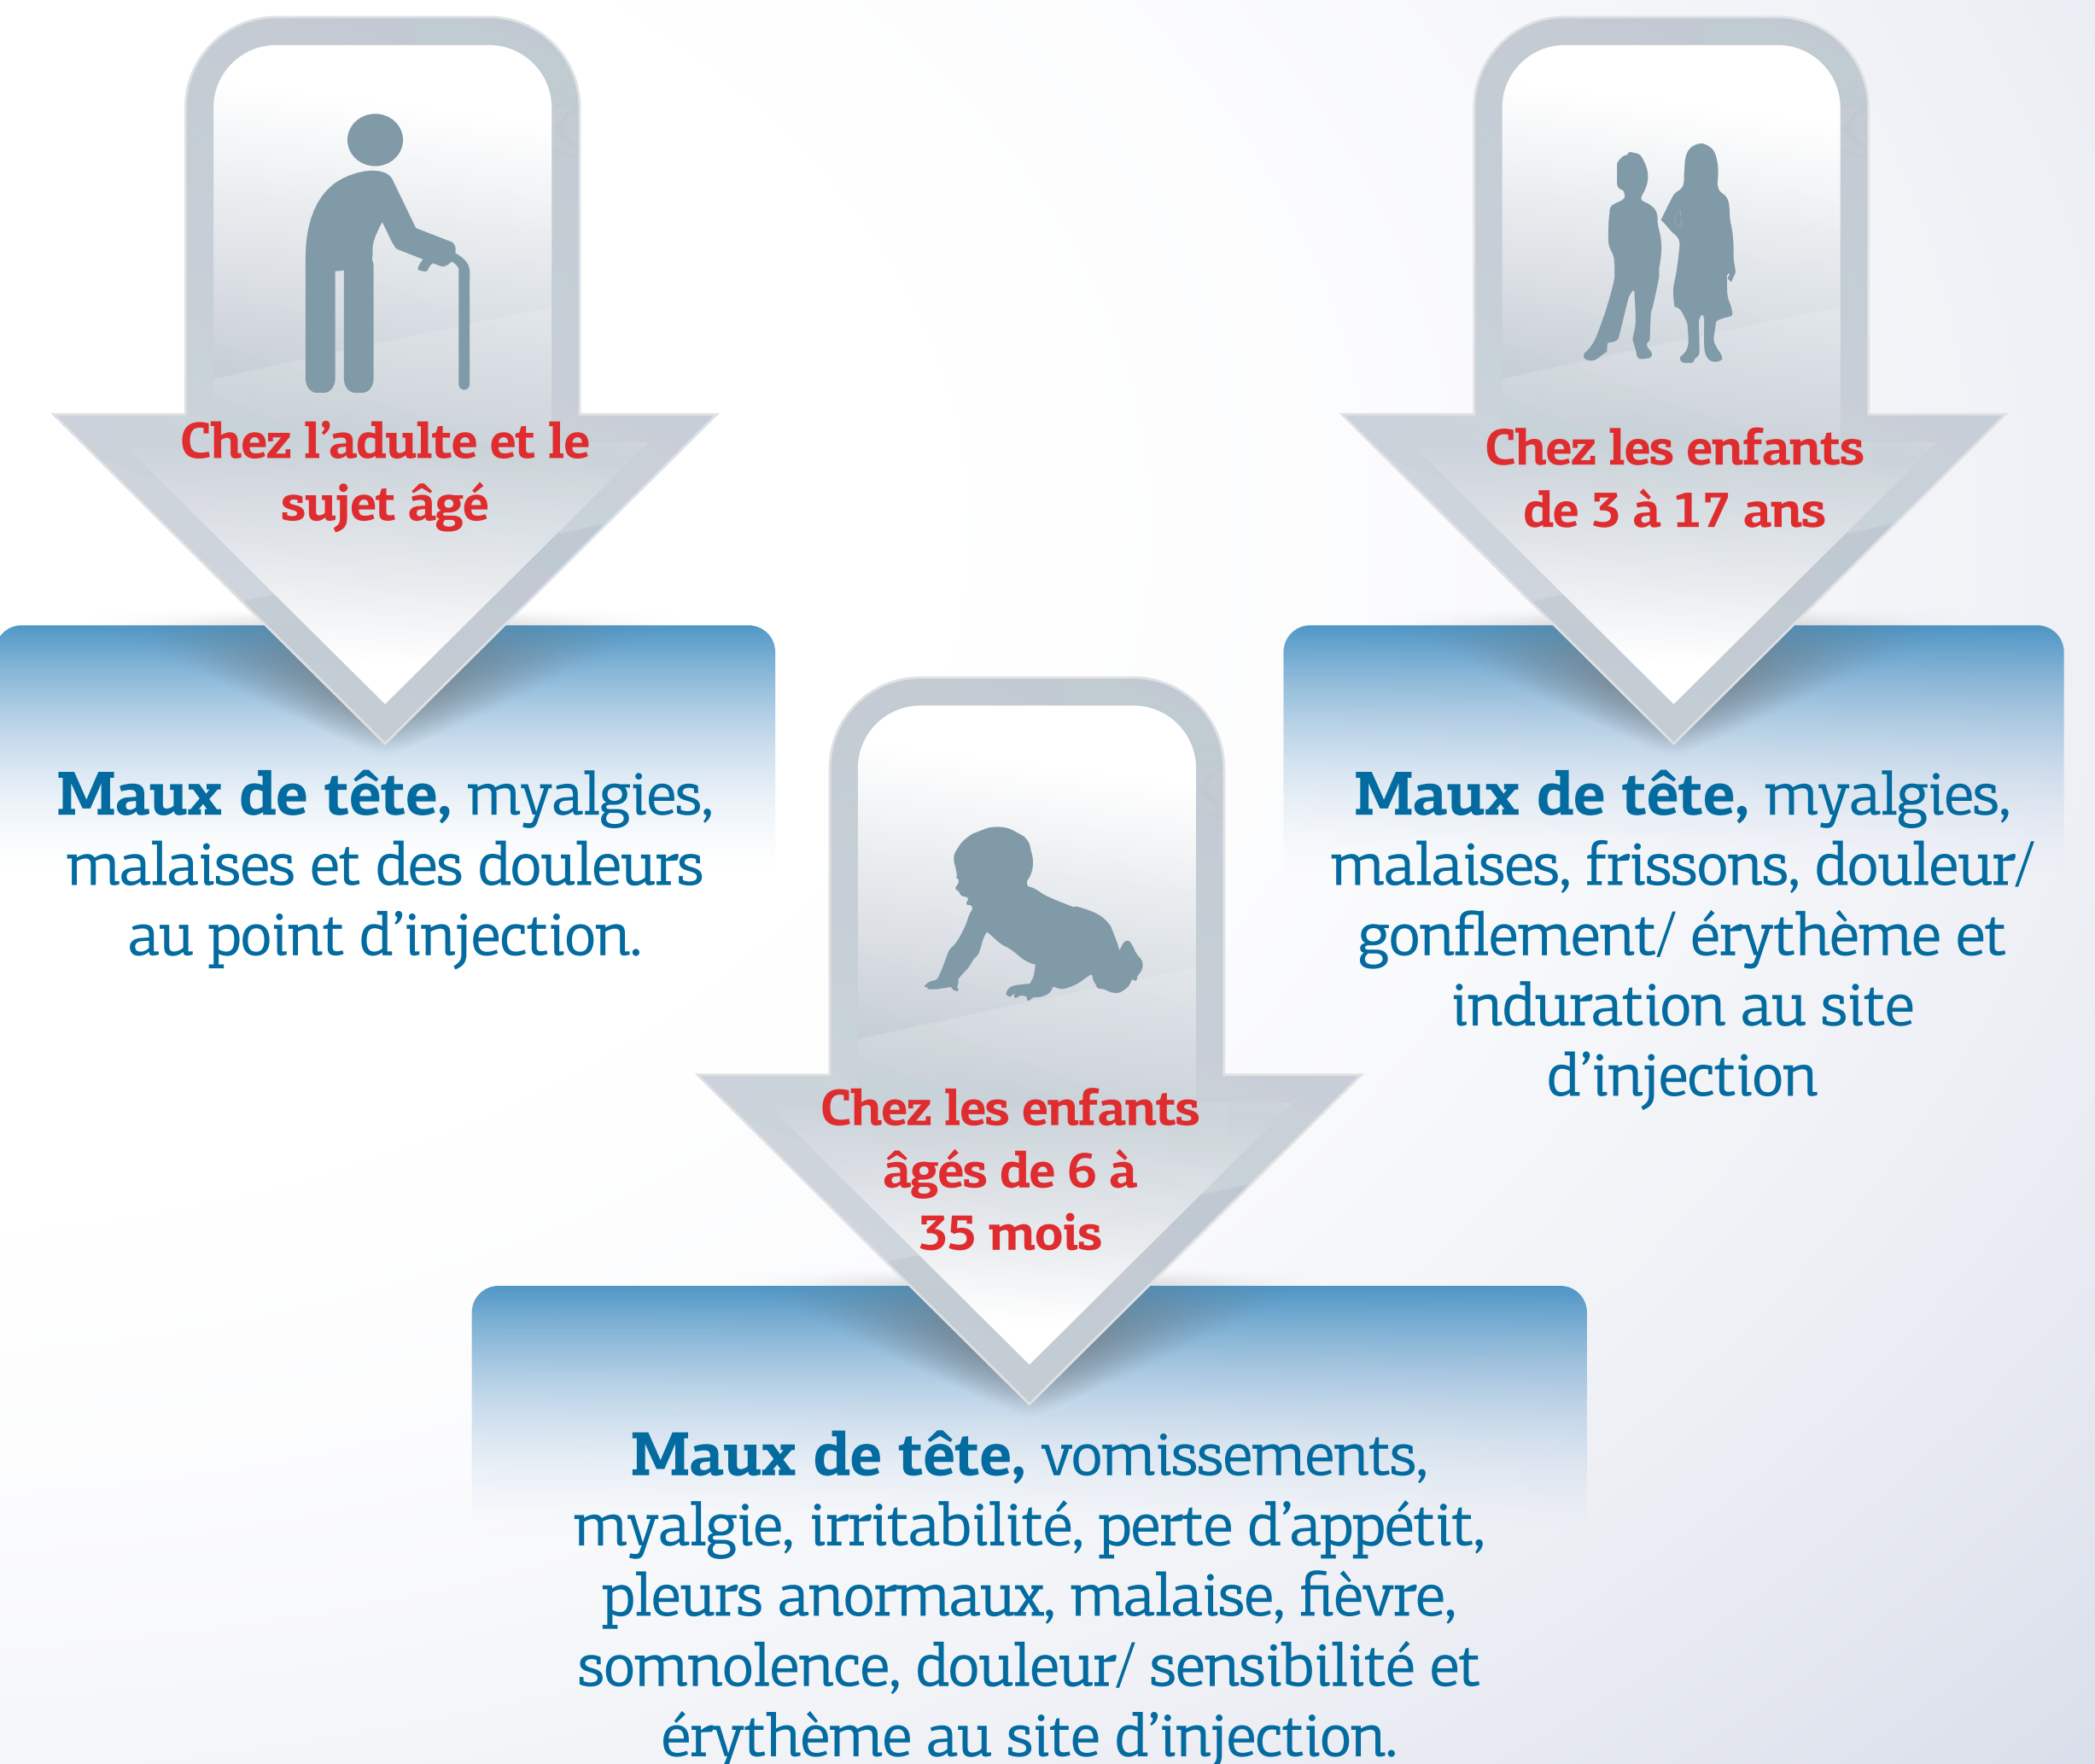 Chez l’adulte et le
sujet âgé
Maux de tête, myalgies,
malaises et des douleurs
au point d’injection.
Chez les enfants
de 3 à 17 ans
Maux de tête, myalgies,
malaises, frissons, douleur/
gonflement/ érythème et
induration au site
d’injection
Chez les enfants
âgés de 6 à
35 mois
Maux de tête, vomissements,
myalgie, irritabilité, perte d’appétit,
pleurs anormaux, malaise, fièvre,
somnolence, douleur/ sensibilité et
érythème au site d’injection.